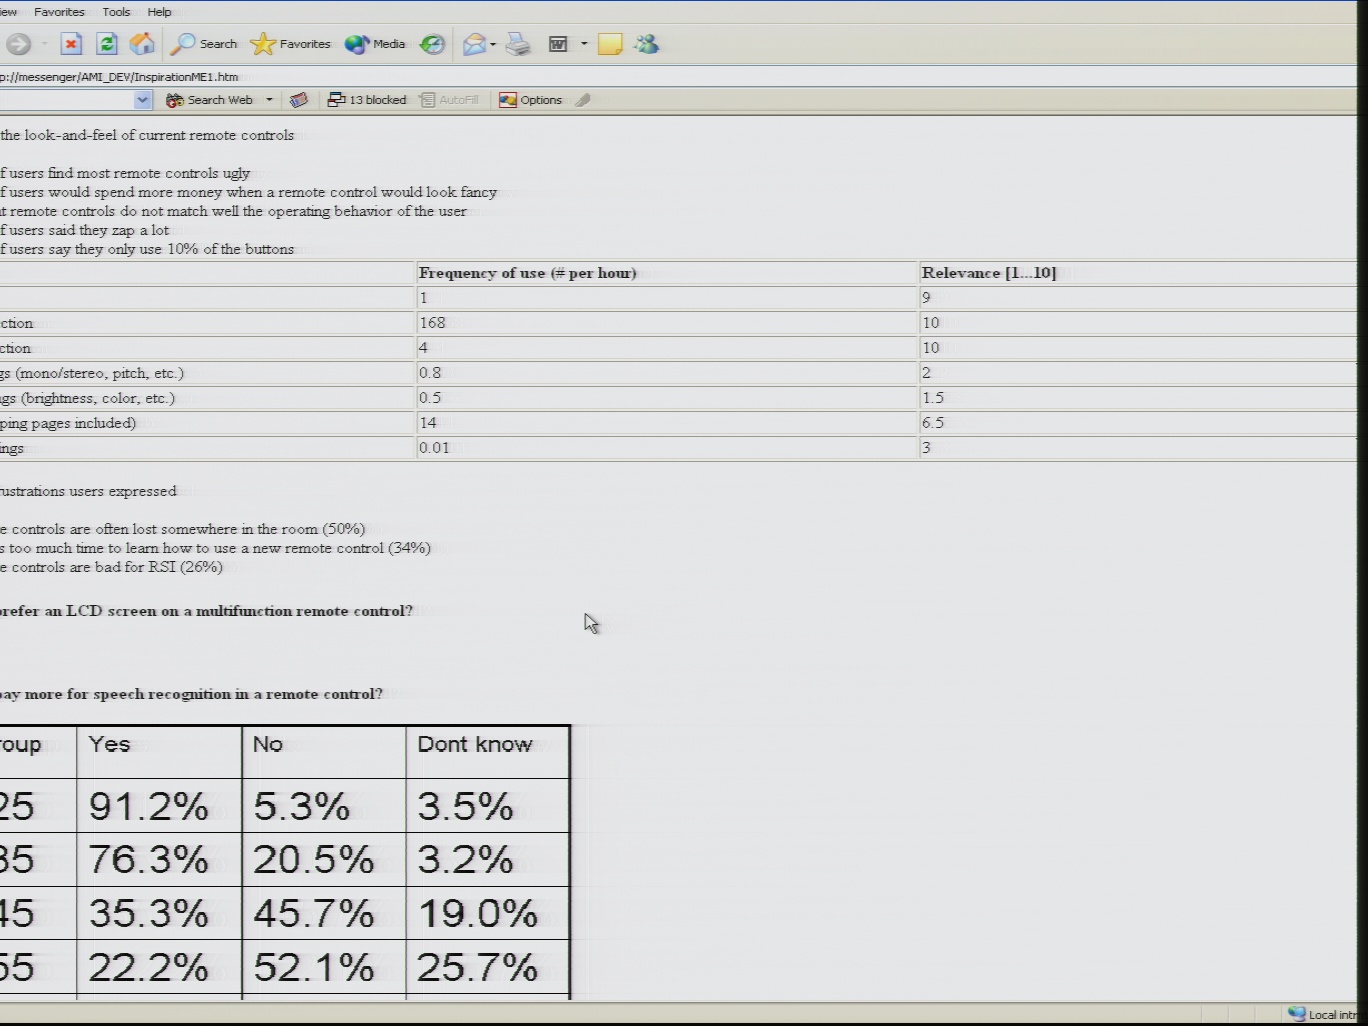 Favorites Tools Help
Search Favorites Media
p://messenger/AMI_DEV/InspirationME1.htm
Search Web 13 blocked AutoFill Options
the look-and-feel of current remote controls
f users find most remote controls ugly
f users would spend more money when a remote control would look fancy
t remote controls do not match well the operating behavior of the user
f users said they zap a lot
f users say they only use 10% of the buttons
Frequency of use (# per hour) Relevance [1...10]
1 9
ction 168 10
ction 4 10
gs (mono/stereo, pitch, etc.) 0.8 2
ngs (brightness, color, etc.) 0.5 1.5
ping pages included) 14 6.5
ings 0.01 3
ustrations users expressed
e controls are often lost somewhere in the room (50%)
s too much time to learn how to use a new remote control (34%)
e controls are bad for RSI (26%)
prefer an LCD screen on a multifunction remote control?
pay more for speech recognition in a remote control?
roup Yes No Dont know
25 91.2% 5.3% 3.5%
35 76.3% 20.5% 3.2%
45 35.3% 45.7% 19.0%
55 22.2% 52.1% 25.7%
Local intr